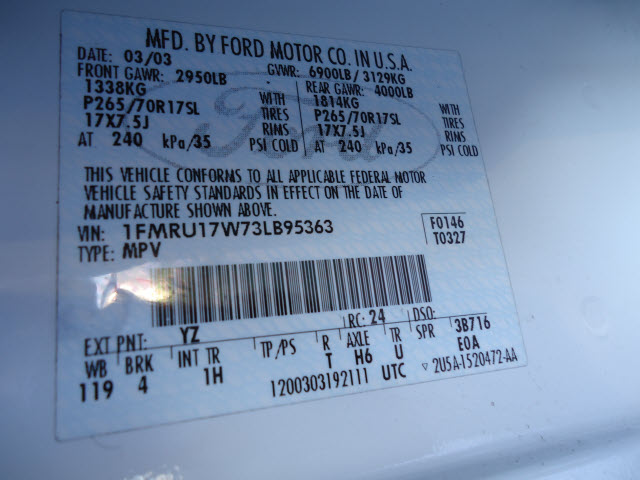 MFD. BY FORD MOTOR CO. IN U.S.A.
DATE: 03/03 GVWR: 6900LB / 3129KG
FRONT GAWR: 2950LB REAR GAWR: 4000LB
1338KG WITH 1814KG WITH
P265/70R17SL TIRES P265/70R17SL TIRES
17X7.5J RIMS 17X7.5J RIMS
AT 240 kPa/35 PSI COLD AT 240 kPa/35 PSI COLD
Ford
THIS VEHICLE CONFORMS TO ALL APPLICABLE FEDERAL MOTOR
VEHICLE SAFETY STANDARDS IN EFFECT ON THE DATE OF
MANUFACTURE SHOWN ABOVE.
VIN: 1FMRU17W73LB95363 F0146
TYPE: MPV T0327
EXT PNT: YZ RC: 24 DSO: 3B716
WB BRK INT TR TP/PS R AXLE TR SPR E0A
119 4 1H T H6 U
1200303192111 UTC ▽ 2U5A-1520472-AA